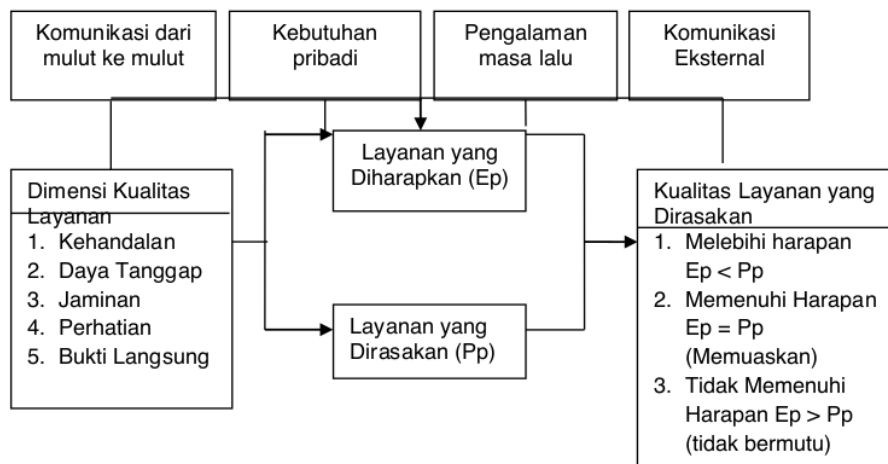 Komunikasi dari
mulut ke mulut
Kebutuhan
pribadi
Pengalaman
masa lalu
Komunikasi
Eksternal
Layanan yang
Diharapkan (Ep)
Dimensi Kualitas
Layanan
1. Kehandalan
2. Daya Tanggap
3. Jaminan
4. Perhatian
5. Bukti Langsung
Layanan yang
Dirasakan (Pp)
Kualitas Layanan yang
Dirasakan
1. Melebihi harapan
Ep < Pp
2. Memenuhi Harapan
Ep = Pp
(Memuaskan)
3. Tidak Memenuhi
Harapan Ep > Pp
(tidak bermutu)